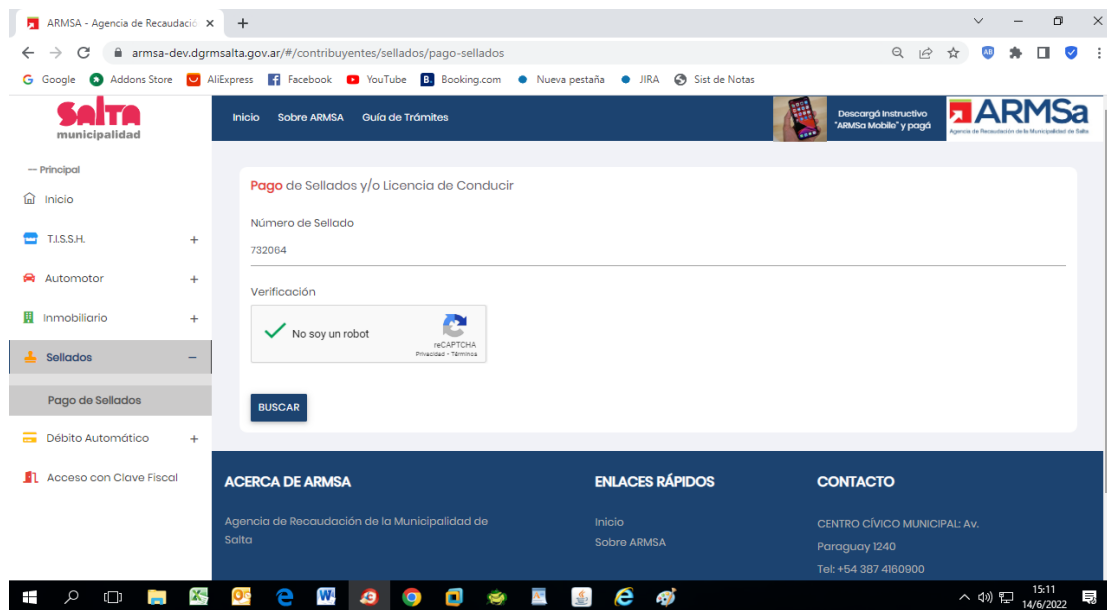 ARMSA - Agencia de Recaudació
armsa-dev.dgrmsalta.gov.ar/#/contribuyentes/sellados/pago-sellados
Google Addons Store AliExpress Facebook YouTube Booking.com Nueva pestaña JIRA Sist de Notas
Salta
municipalidad
Inicio Sobre ARMSA Guía de Trámites
Descargá Instructivo
"ARMSa Mobile" y pagá
ARMSa
Agencia de Recaudación de la Municipalidad de Salta
— Principal
Inicio
T.I.S.S.H. +
Automotor +
Inmobiliario +
Sellados −
Pago de Sellados
Débito Automático +
Acceso con Clave Fiscal
Pago de Sellados y/o Licencia de Conducir
Número de Sellado
732064
Verificación
No soy un robot
reCAPTCHA
Privacidad - Términos
BUSCAR
ACERCA DE ARMSA
Agencia de Recaudación de la Municipalidad de
Salta
ENLACES RÁPIDOS
Inicio
Sobre ARMSA
CONTACTO
CENTRO CÍVICO MUNICIPAL: Av.
Paraguay 1240
Tel: +54 387 4160900
15:11
14/6/2022